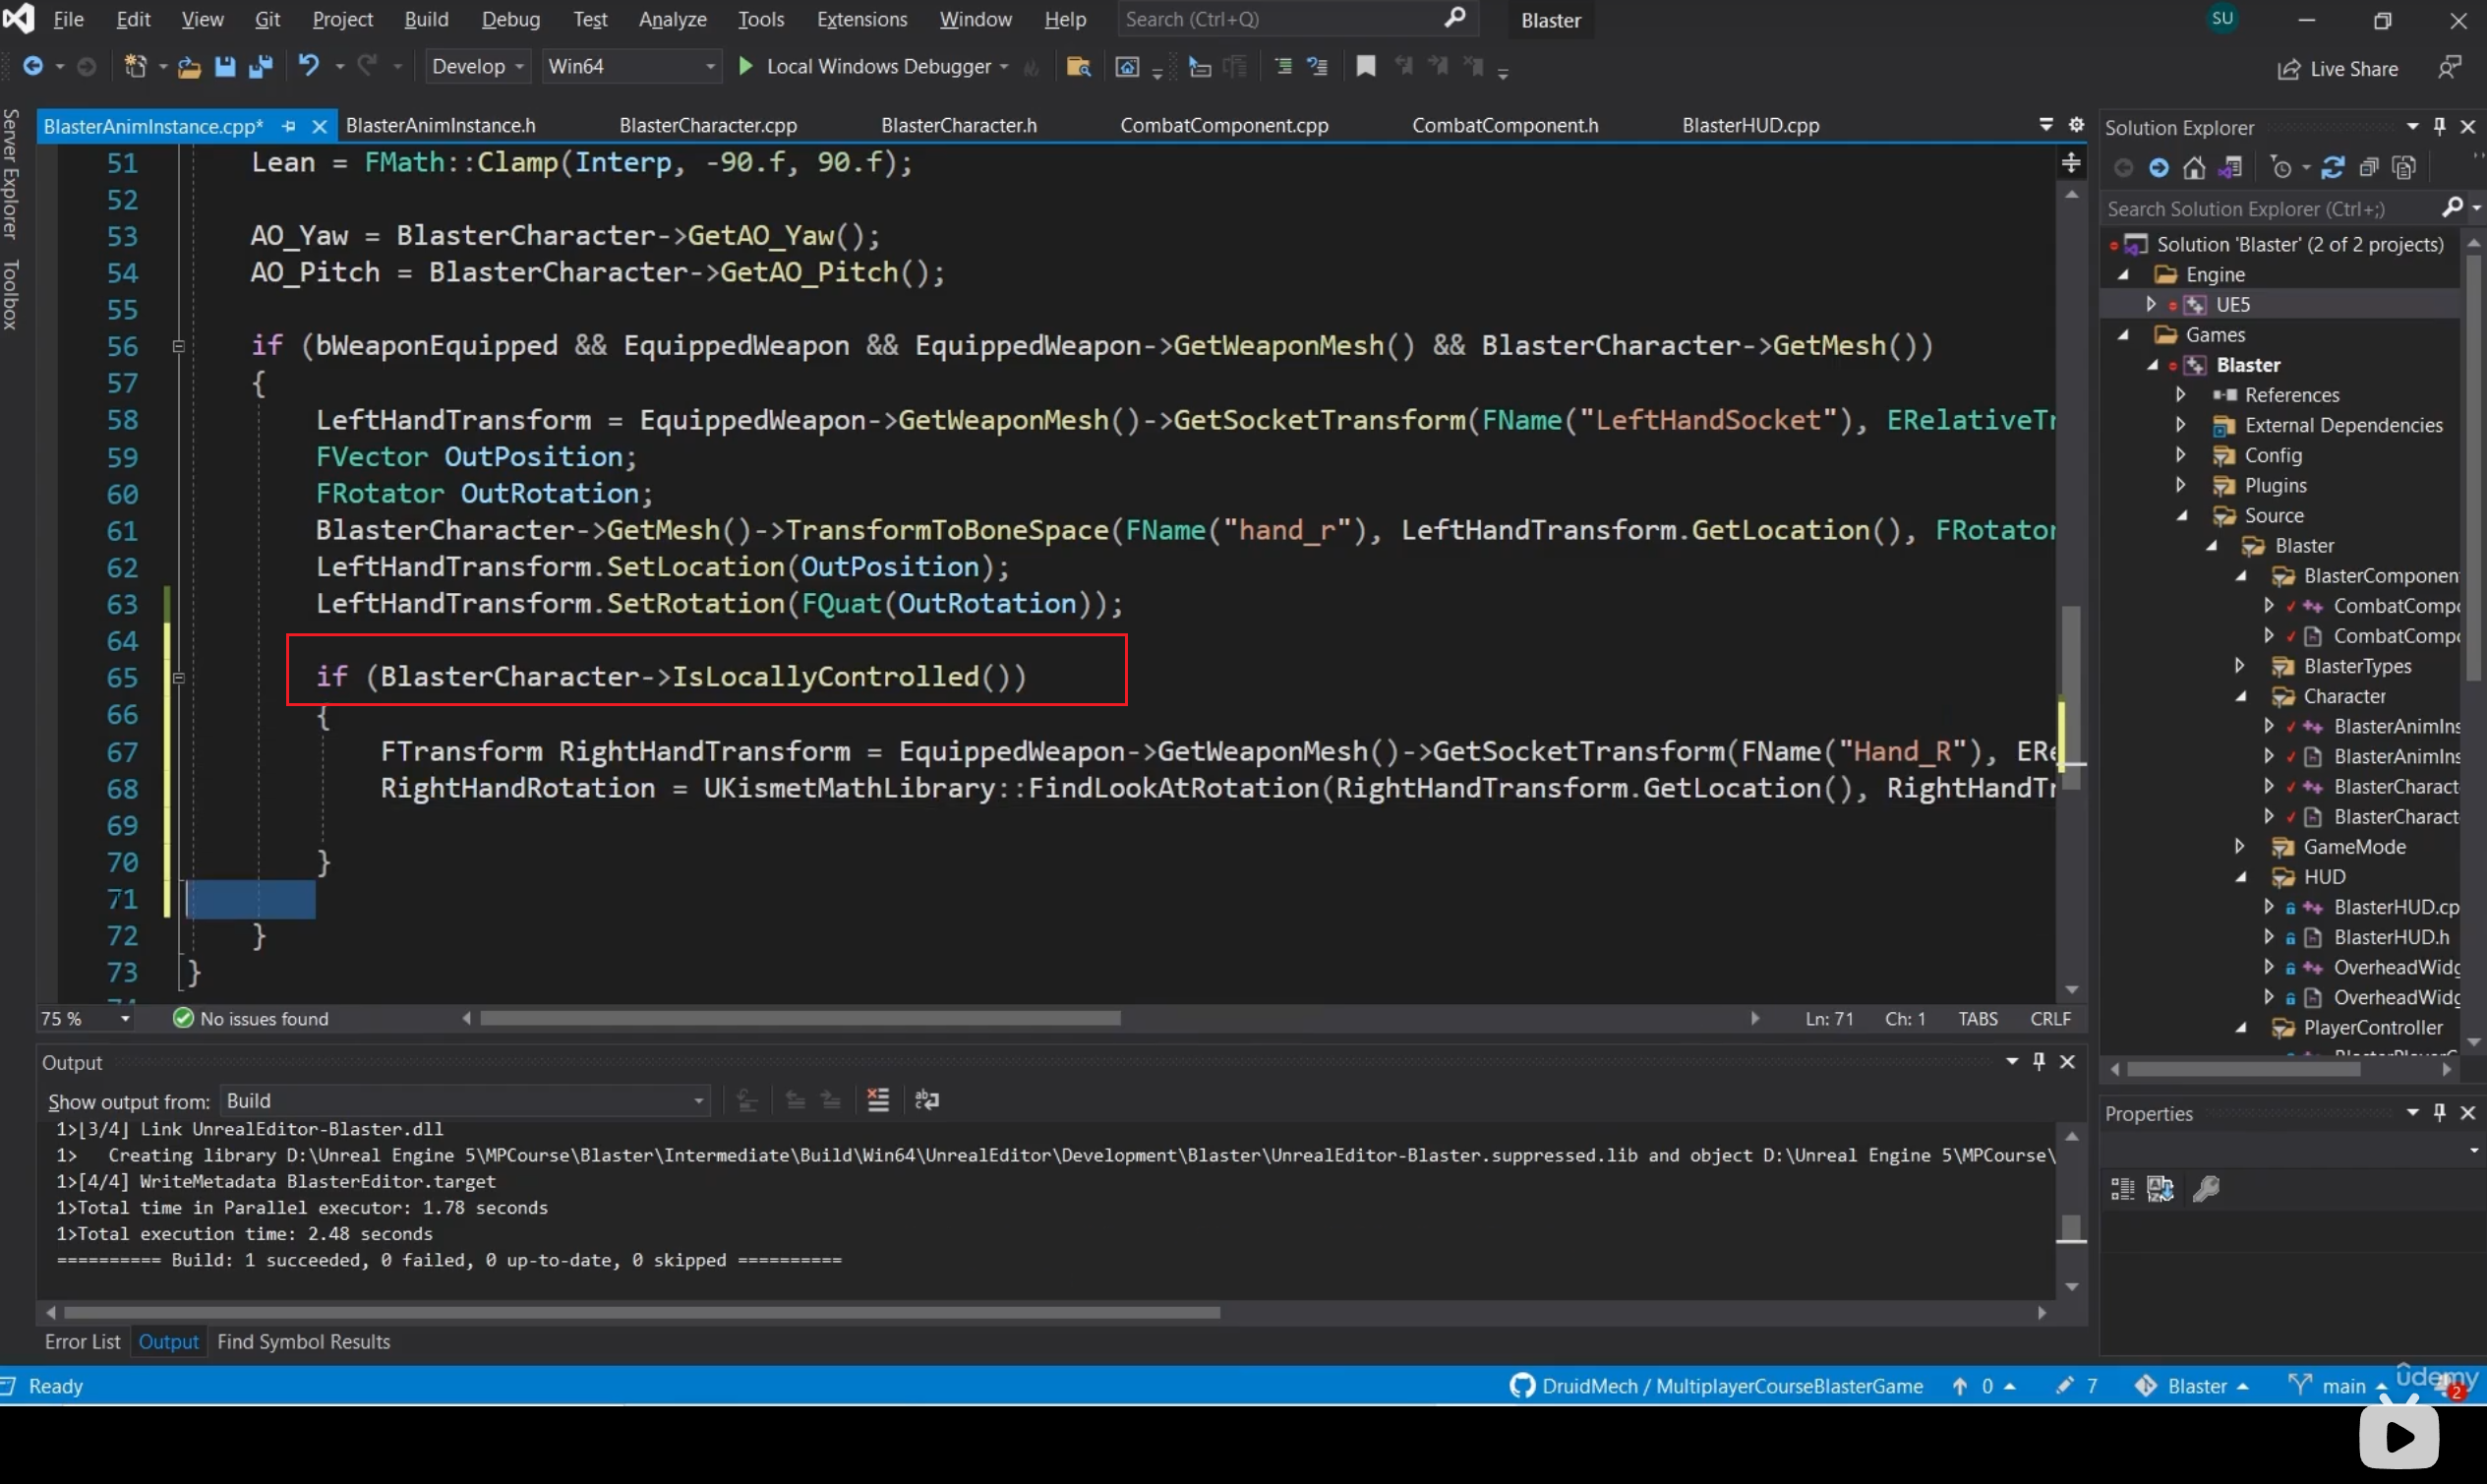 File Edit View Git Project Build Debug Test Analyze Tools Extensions Window Help Search (Ctrl+Q) Blaster SU
Develop Win64 Local Windows Debugger Live Share
Server Explorer
Toolbox
BlasterAnimInstance.cpp* BlasterAnimInstance.h BlasterCharacter.cpp BlasterCharacter.h CombatComponent.cpp CombatComponent.h BlasterHUD.cpp
51 Lean = FMath::Clamp(Interp, -90.f, 90.f);
52
53 AO_Yaw = BlasterCharacter->GetAO_Yaw();
54 AO_Pitch = BlasterCharacter->GetAO_Pitch();
55
56 if (bWeaponEquipped && EquippedWeapon && EquippedWeapon->GetWeaponMesh() && BlasterCharacter->GetMesh())
57 {
58 LeftHandTransform = EquippedWeapon->GetWeaponMesh()->GetSocketTransform(FName("LeftHandSocket"), ERelativeTr
59 FVector OutPosition;
60 FRotator OutRotation;
61 BlasterCharacter->GetMesh()->TransformToBoneSpace(FName("hand_r"), LeftHandTransform.GetLocation(), FRotator
62 LeftHandTransform.SetLocation(OutPosition);
63 LeftHandTransform.SetRotation(FQuat(OutRotation));
64
65 if (BlasterCharacter->IsLocallyControlled())
66 {
67 FTransform RightHandTransform = EquippedWeapon->GetWeaponMesh()->GetSocketTransform(FName("Hand_R"), ERe
68 RightHandRotation = UKismetMathLibrary::FindLookAtRotation(RightHandTransform.GetLocation(), RightHandTr
69
70 }
71
72 }
73 }
75 % No issues found Ln: 71 Ch: 1 TABS CRLF
Output
Show output from: Build
1>[3/4] Link UnrealEditor-Blaster.dll
1> Creating library D:\Unreal Engine 5\MPCourse\Blaster\Intermediate\Build\Win64\UnrealEditor\Development\Blaster\UnrealEditor-Blaster.suppressed.lib and object D:\Unreal Engine 5\MPCourse\
1>[4/4] WriteMetadata BlasterEditor.target
1>Total time in Parallel executor: 1.78 seconds
1>Total execution time: 2.48 seconds
========== Build: 1 succeeded, 0 failed, 0 up-to-date, 0 skipped ==========
Error List Output Find Symbol Results
Solution Explorer
Search Solution Explorer (Ctrl+;)
Solution 'Blaster' (2 of 2 projects)
Engine
UE5
Games
Blaster
References
External Dependencies
Config
Plugins
Source
Blaster
BlasterComponen
CombatCompo
CombatCompo
BlasterTypes
Character
BlasterAnimIns
BlasterAnimIns
BlasterCharact
BlasterCharact
GameMode
HUD
BlasterHUD.cp
BlasterHUD.h
OverheadWidg
OverheadWidg
PlayerController
Properties
Ready DruidMech / MultiplayerCourseBlasterGame 0 7 Blaster main 2
ûdemy